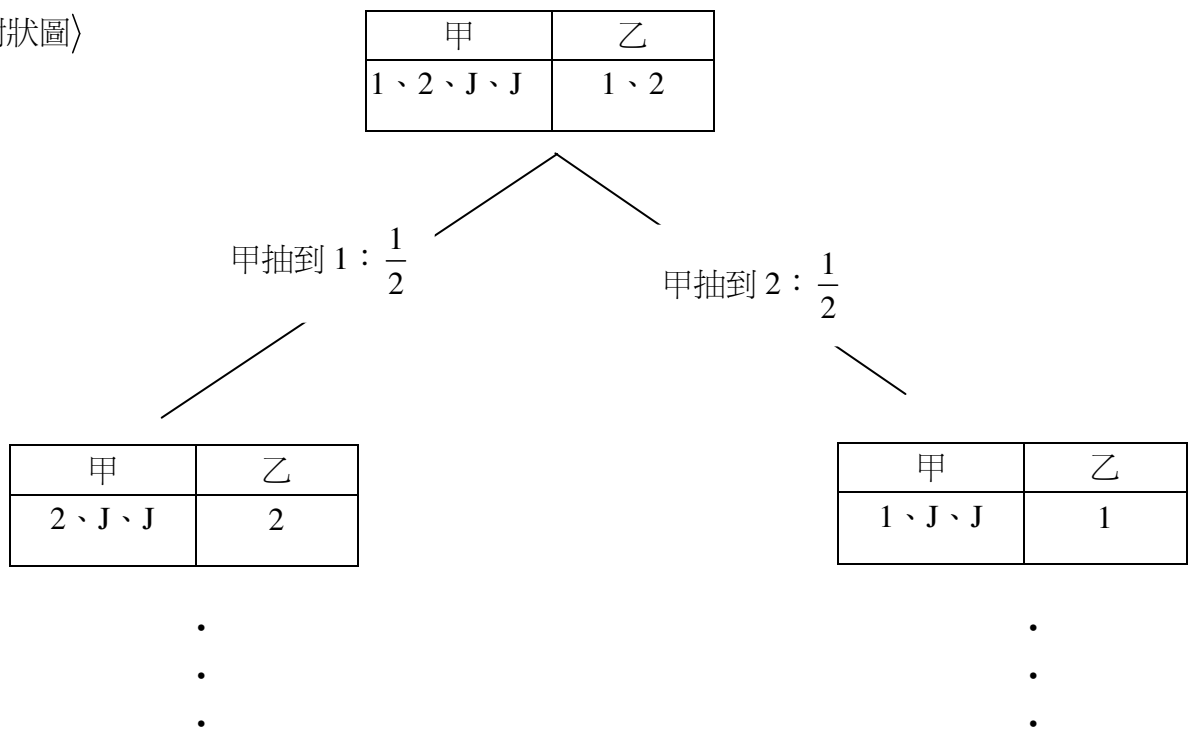 狀圖〉
甲 乙
1、2、J、J 1、2
甲抽到 1：1/2
甲抽到 2：1/2
甲 乙
2、J、J 2
甲 乙
1、J、J 1